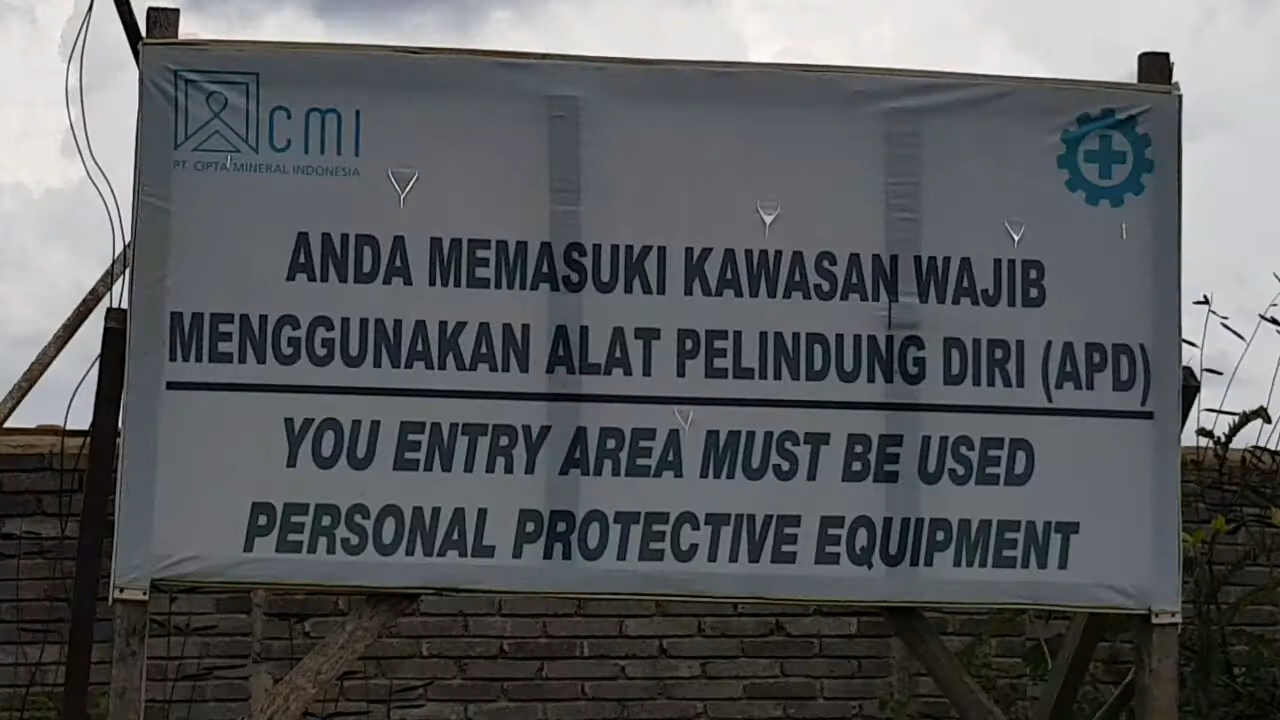 CMI
PT. CIPTA MINERAL INDONESIA
ANDA MEMASUKI KAWASAN WAJIB
MENGGUNAKAN ALAT PELINDUNG DIRI (APD)
YOU ENTRY AREA MUST BE USED
PERSONAL PROTECTIVE EQUIPMENT